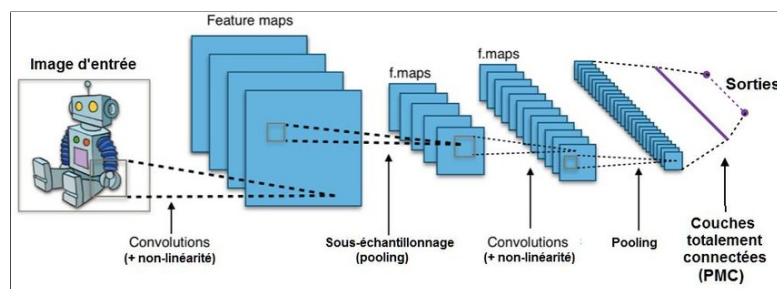 Feature maps
Image d'entrée
f.maps
f.maps
Sorties
Convolutions
(+ non-linéarité)
Sous-échantillonnage
(pooling)
Convolutions
(+ non-linéarité)
Pooling
Couches
totalement
connectées
(PMC)